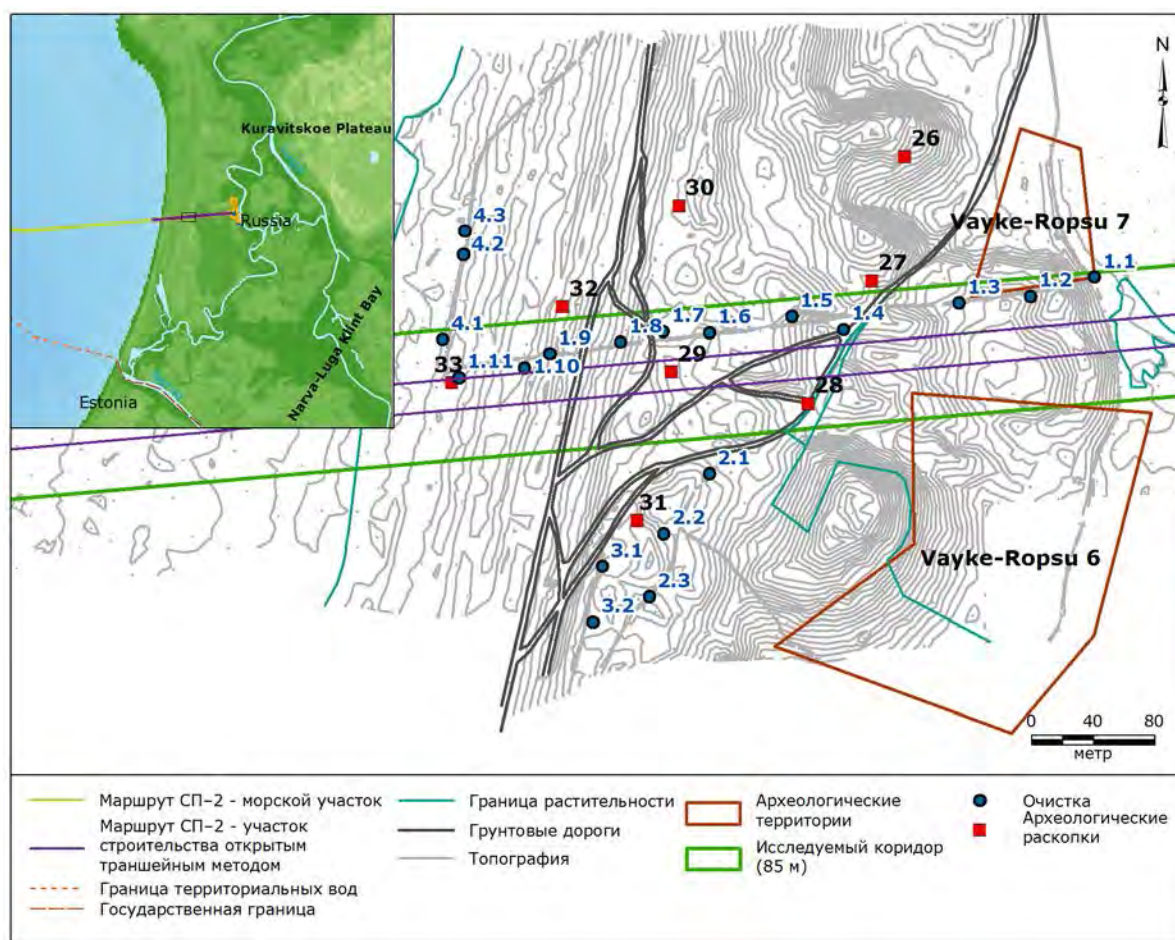 Kuravitskoe Plateau
Russia
Narva-Luga Klint Bay
Estonia
N
26
30
Vayke-Ropsu 7
4.3
4.2
27
1.1
1.2
1.3
32
1.5
1.4
4.1
1.7
1.6
1.8
1.9
33
1.11
1.10
29
28
2.1
31
2.2
3.1
2.3
3.2
Vayke-Ropsu 6
0 40 80
метр
Маршрут СП-2 - морской участок
Маршрут СП-2 - участок
строительства открытым
траншейным методом
Граница территориальных вод
Государственная граница
Граница растительности
Грунтовые дороги
Топография
Археологические
территории
Исследуемый коридор
(85 м)
Очистка
Археологические
раскопки